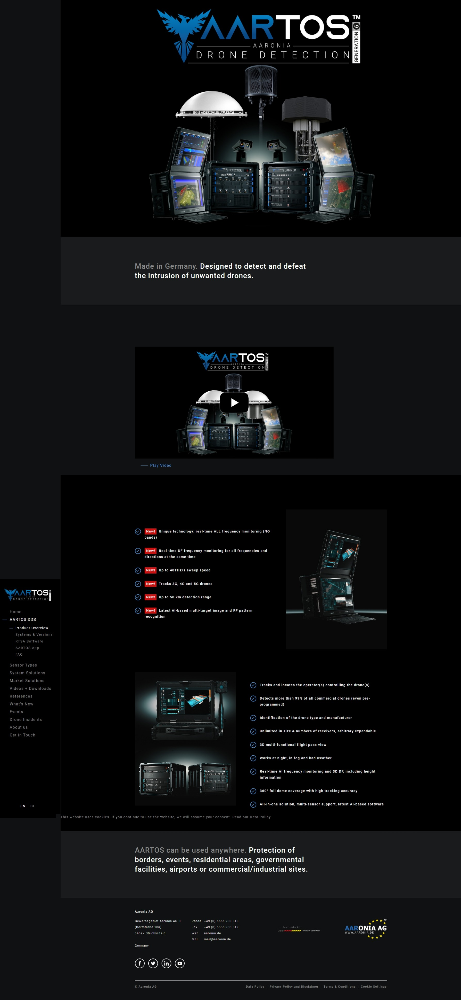 AARTOS™
AARONIA
DRONE DETECTION
GENERATION 6
3D RF-TRACKING ARRAY
AARTOS DETECTOR
AARTOS JAMMER
Made in Germany. Designed to detect and defeat
the intrusion of unwanted drones.
AARTOS™
AARONIA
DRONE DETECTION
GENERATION 6
JAMMING ARRAY
DETECTOR
JAMMER
Play Video
New! Unique technology: real-time ALL frequency monitoring (NO
bands)
New! Real-time DF frequency monitoring for all frequencies and
directions at the same time
New! Up to 48THz/s sweep speed
New! Tracks 3G, 4G and 5G drones
New! Up to 50 km detection range
New! Latest AI-based multi-target image and RF pattern
recognition
AARTOS
AARONIA
DRONE DETECTION
Home
AARTOS DDS
Product Overview
Systems & Versions
RTSA Software
AARTOS App
FAQ
Sensor Types
System Solutions
Market Solutions
Videos + Downloads
References
What's New
Events
Drone Incidents
About us
Get in Touch
EN DE
Tracks and locates the operator(s) controlling the drone(s)
Detects more than 99% of all commercial drones (even pre-
programmed)
Identification of the drone type and manufacturer
Unlimited in size & numbers of receivers, arbitrary expandable
3D multi-functional flight pass view
Works at night, in fog and bad weather
Real-time AI frequency monitoring and 3D DF, including height
information
360° full dome coverage with high tracking accuracy
All-in-one solution, multi-sensor support, latest AI-based software
This website uses cookies. If you continue to use the website, we will assume your consent. Read our Data Policy
AARTOS can be used anywhere. Protection of
borders, events, residential areas, governmental
facilities, airports or commercial/industrial sites.
Aaronia AG
Gewerbegebiet Aaronia AG II
(Dorfstraße 10a)
54597 Strickscheid
Germany
Phone +49 (0) 6556 900 310
Fax +49 (0) 6556 900 319
Web aaronia.de
Mail mail@aaronia.de
MADE IN GERMANY
AARONIA AG®
WWW.AARONIA.DE
© Aaronia AG
Data Policy | Privacy Policy and Disclaimer | Terms & Conditions | Cookie Settings